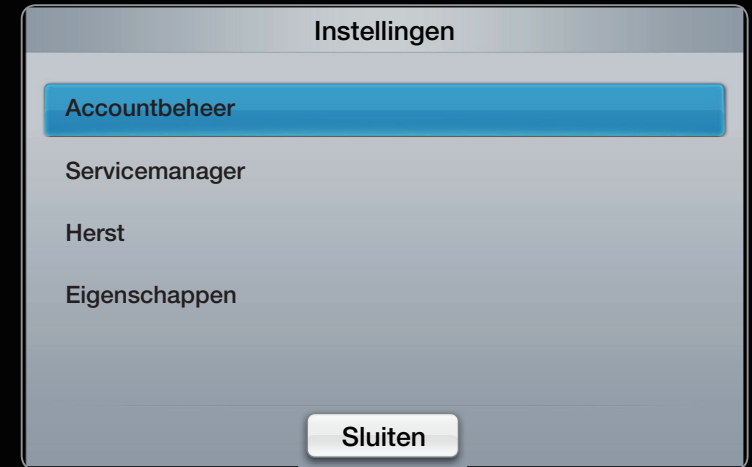 Instellingen
Accountbeheer
Servicemanager
Herst
Eigenschappen
Sluiten